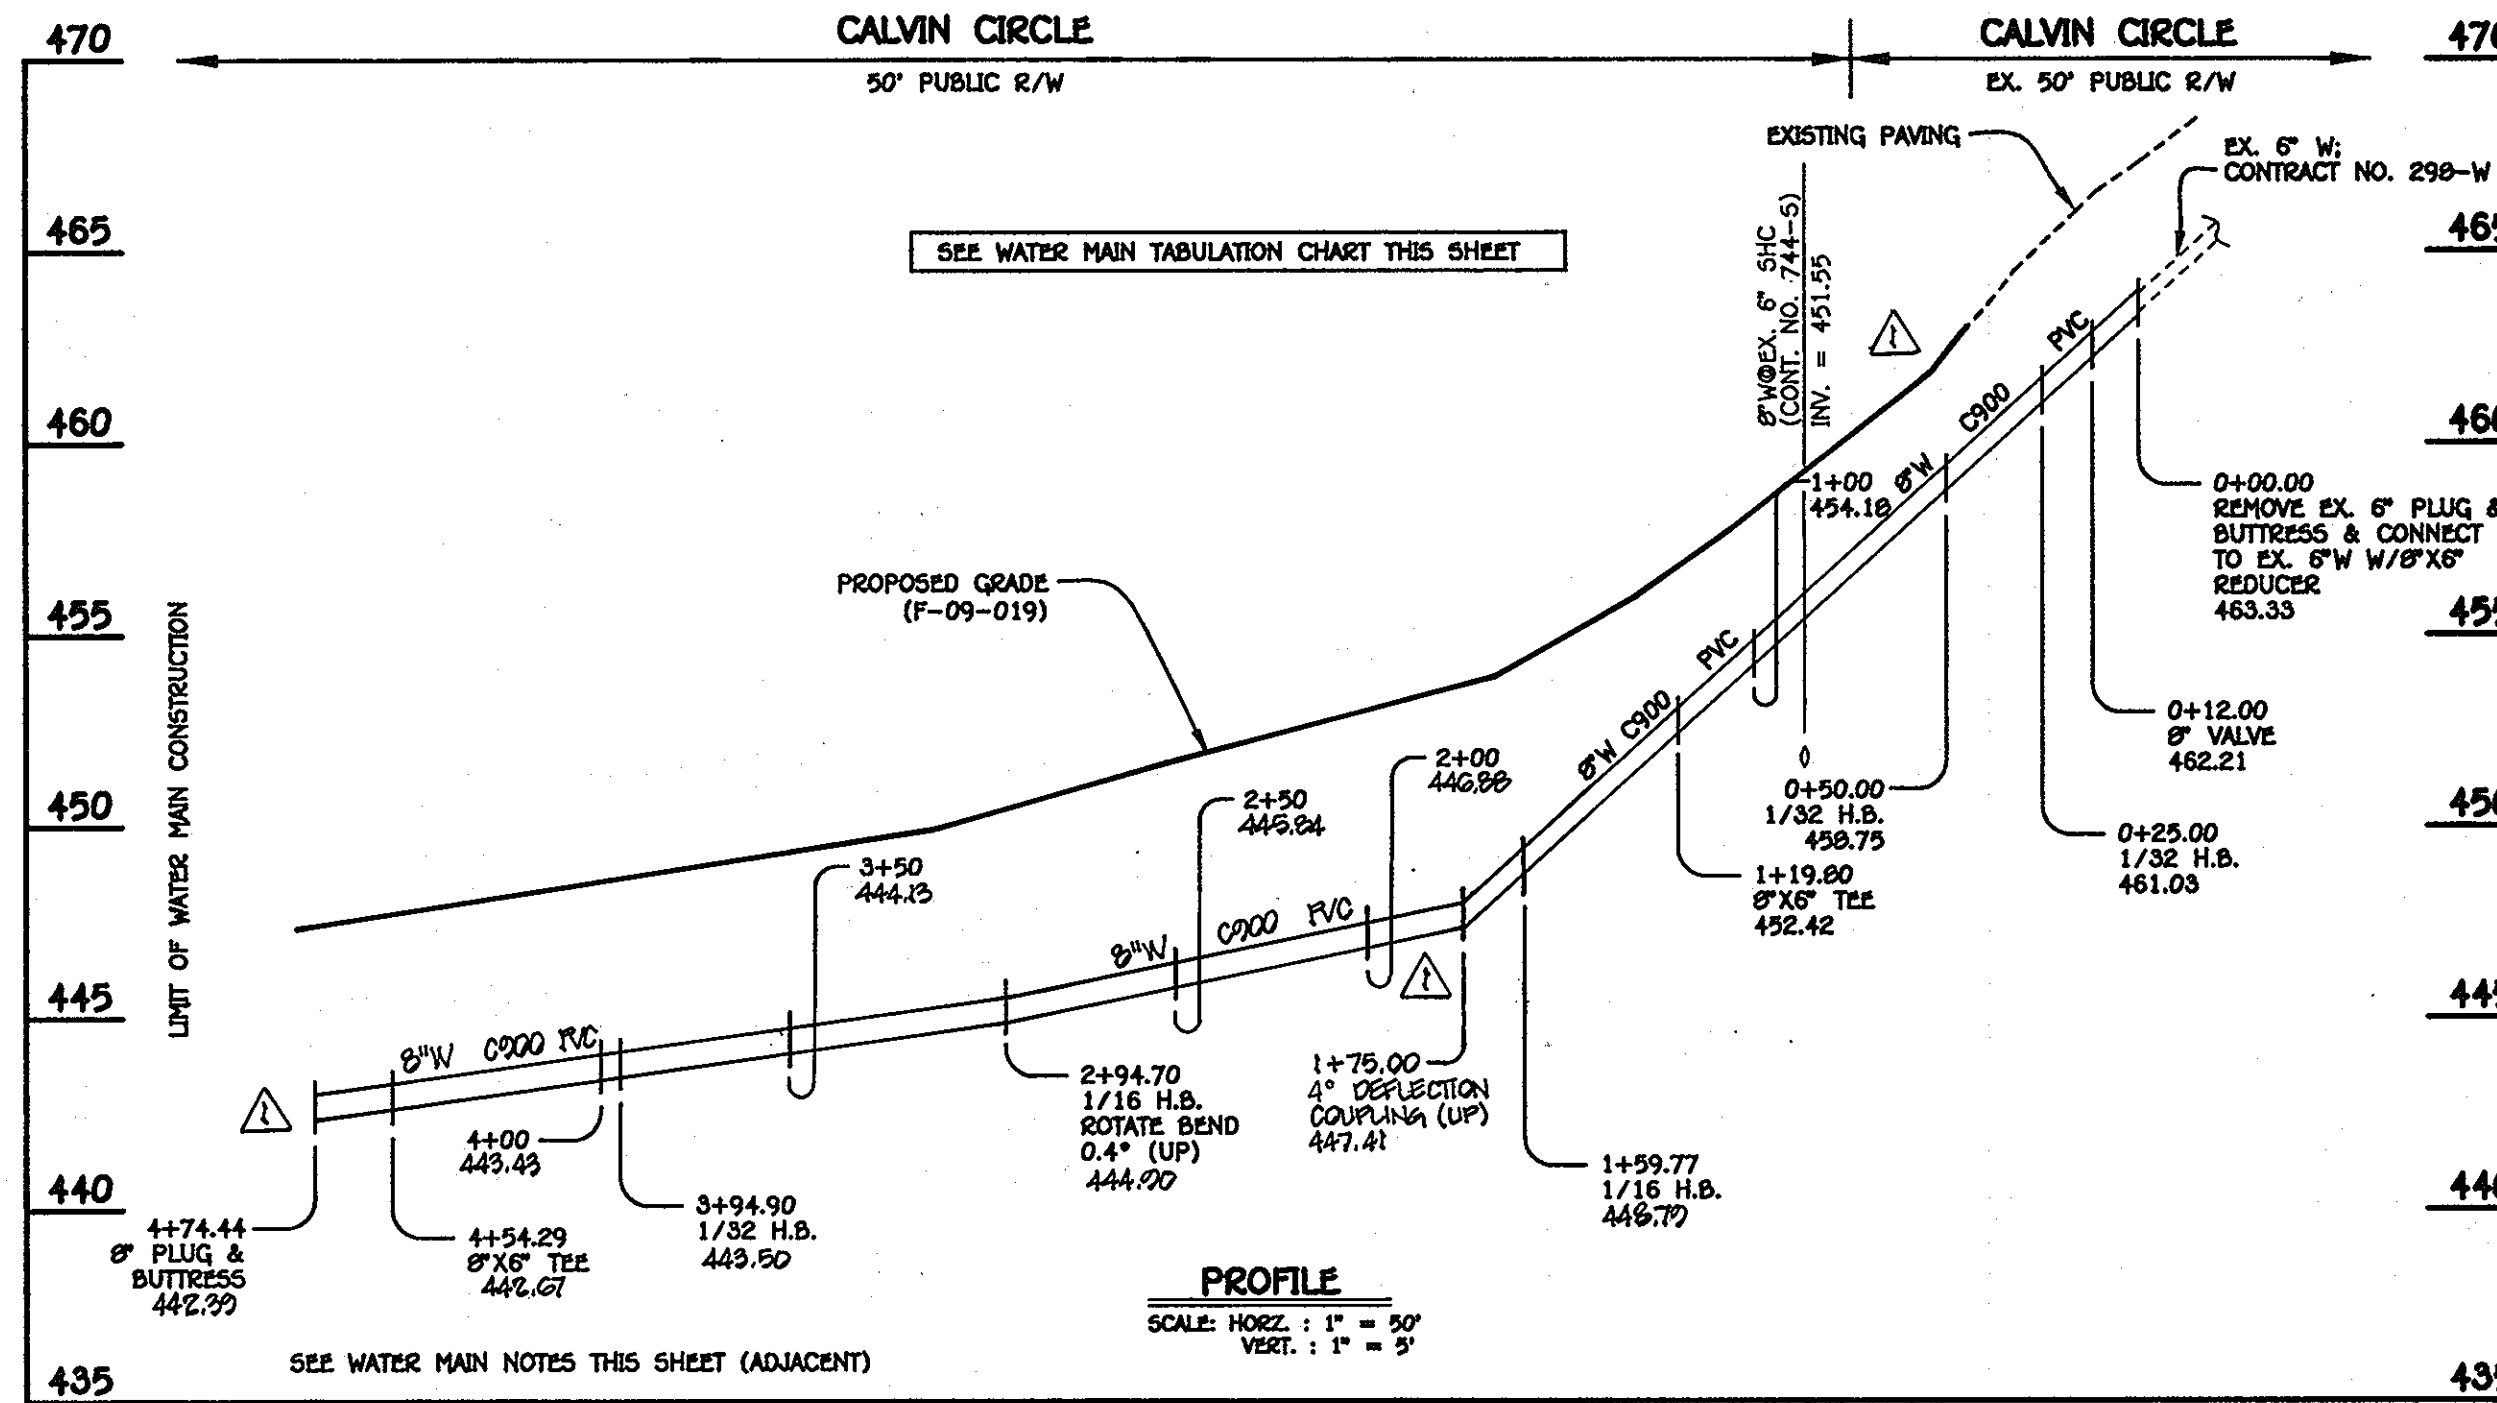 CALVIN CIRCLE
50' PUBLIC R/W
CALVIN CIRCLE
EX. 50' PUBLIC R/W
470
465
460
455
450
445
440
435
EXISTING PAVING
EX. 6" W;
CONTRACT NO. 298-W
SEE WATER MAIN TABULATION CHART THIS SHEET
8"W@EX. 6" SHC
(CONT. NO. 744-S)
INV. = 451.55
1
1+00
454.18
8"W
C900
PVC
0+00.00
REMOVE EX. 6" PLUG &
BUTTRESS & CONNECT
TO EX. 6"W W/8"X6"
REDUCER
463.33
PROPOSED GRADE
(F-09-019)
LIMIT OF WATER MAIN CONSTRUCTION
8"W C900
PVC
0+12.00
8" VALVE
462.21
0+50.00
1/32 H.B.
458.75
0+25.00
1/32 H.B.
461.03
1+19.80
8"X6" TEE
452.42
2+00
446.88
2+50
445.84
3+50
444.13
8"W
C900
PVC
1
8"W C900 PVC
1
1+75.00
4° DEFLECTION
COUPLING (UP)
447.41
2+94.70
1/16 H.B.
ROTATE BEND
0.4° (UP)
444.90
1+59.77
1/16 H.B.
448.79
4+00
443.43
3+94.90
1/32 H.B.
443.50
4+74.44
8" PLUG &
BUTTRESS
442.39
4+54.29
8"X6" TEE
442.67
PROFILE
SCALE: HORZ. : 1" = 50'
VERT. : 1" = 5'
SEE WATER MAIN NOTES THIS SHEET (ADJACENT)